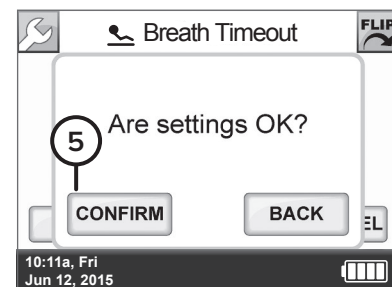 Breath Timeout
FLIP
Are settings OK?
5
CONFIRM
BACK
EL
10:11a, Fri
Jun 12, 2015